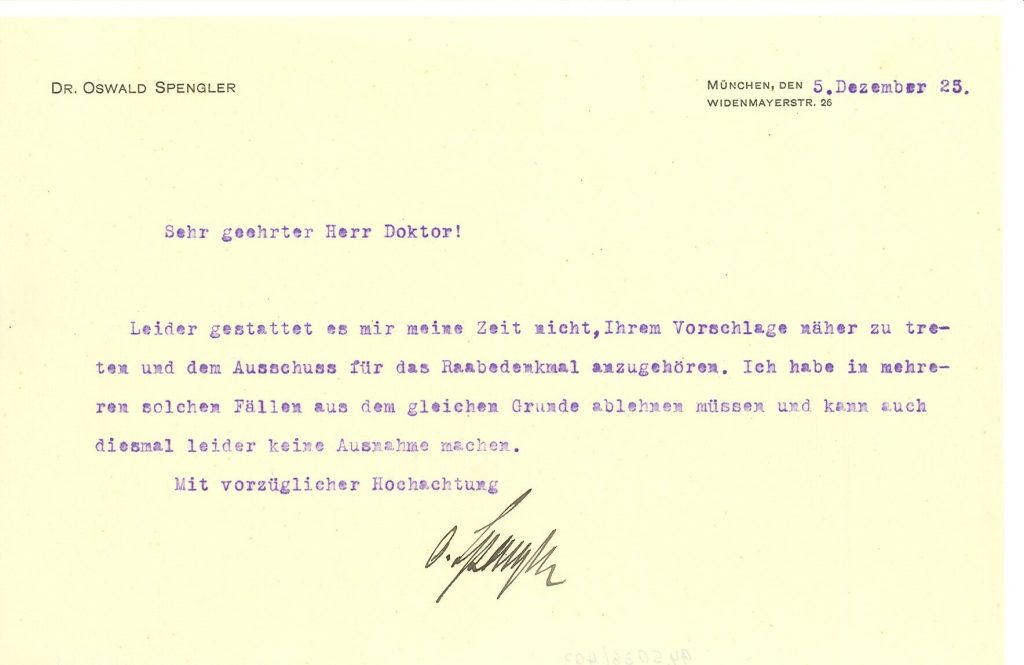 DR. OSWALD SPENGLER
MÜNCHEN, DEN 5.Dezember 25.
WIDENMAYERSTR. 26
Sehr geehrter Herr Doktor!
Leider gestattet es mir meine Zeit nicht,Ihrem Vorschlage näher zu tre-
ten und dem Ausschuss für das Raabedenkmal anzugehören. Ich habe in mehre-
ren solchen Fällen aus dem gleichen Grunde ablehnen müssen und kann auch
diesmal leider keine Ausnahme machen.
Mit vorzüglicher Hochachtung
O. Spengler